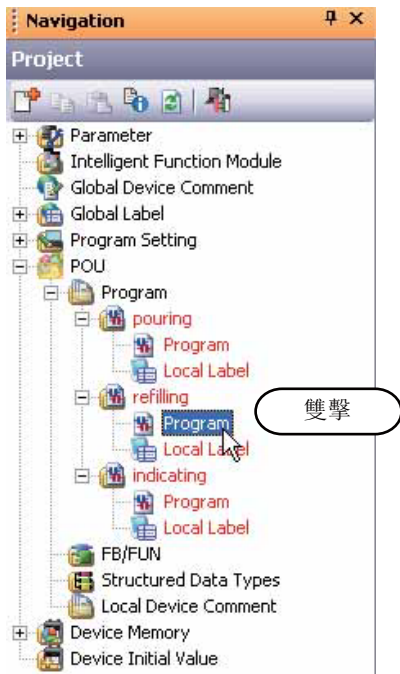 Navigation
Project
Parameter
Intelligent Function Module
Global Device Comment
Global Label
Program Setting
POU
Program
pouring
Program
Local Label
refilling
Program
雙擊
Local Label
indicating
Program
Local Label
FB/FUN
Structured Data Types
Local Device Comment
Device Memory
Device Initial Value